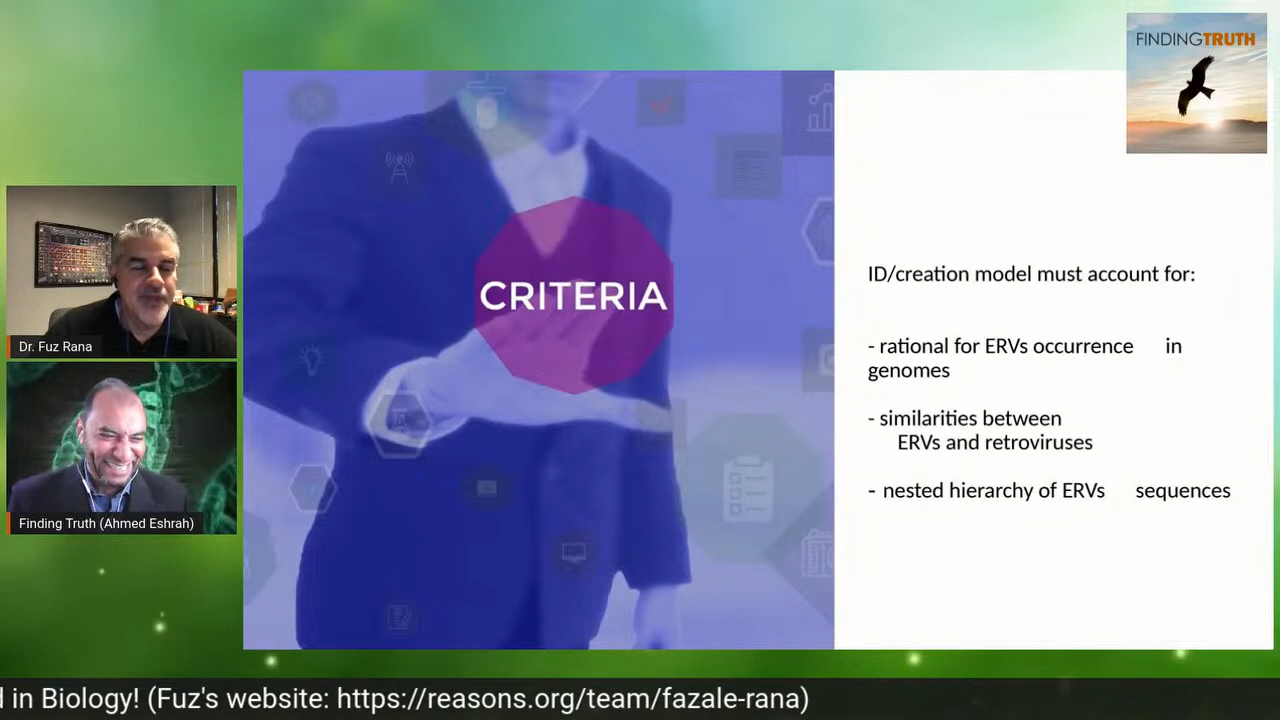 FINDINGTRUTH
CRITERIA
ID/creation model must account for:
- rational for ERVs occurrence in
genomes
- similarities between
ERVs and retroviruses
- nested hierarchy of ERVs sequences
Dr. Fuz Rana
Finding Truth (Ahmed Eshrah)
in Biology! (Fuz's website: https://reasons.org/team/fazale-rana)